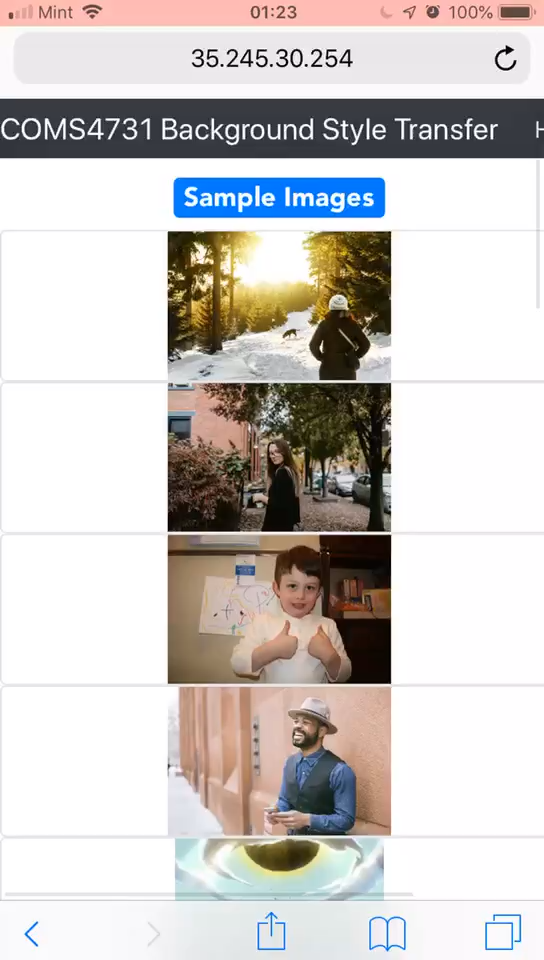 Mint 01:23 100%
35.245.30.254
COMS4731 Background Style Transfer H
Sample Images